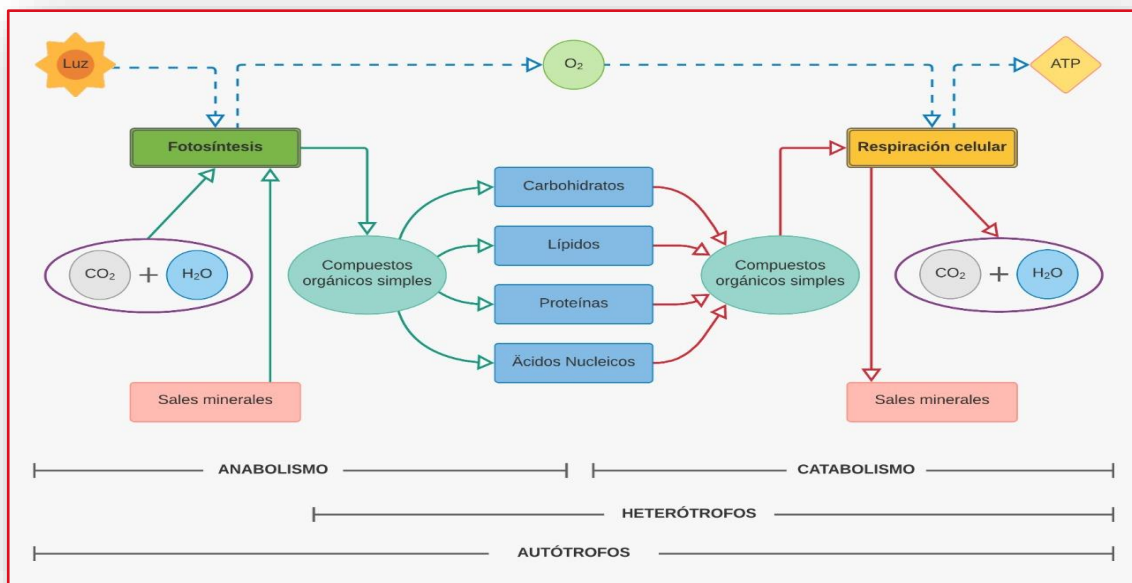 Luz
O₂
ATP
Fotosíntesis
Respiración celular
Carbohidratos
Lípidos
Proteínas
Äcidos Nucleicos
CO₂ + H₂O
Compuestos
orgánicos simples
Compuestos
orgánicos simples
CO₂ + H₂O
Sales minerales
Sales minerales
ANABOLISMO
CATABOLISMO
HETERÓTROFOS
AUTÓTROFOS